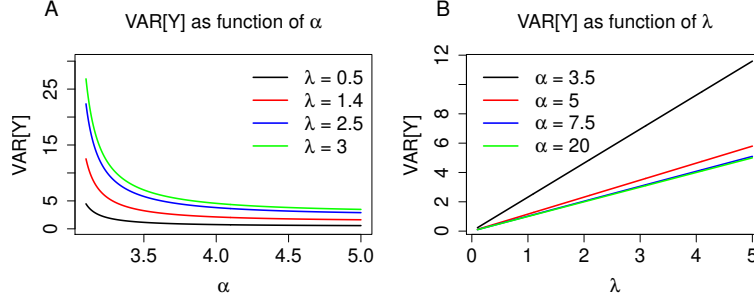 A
VAR[Y] as function of α
VAR[Y]
25
15
5
0
λ = 0.5
λ = 1.4
λ = 2.5
λ = 3
3.5 4.0 4.5 5.0
α
B
VAR[Y] as function of λ
VAR[Y]
12
10
8
6
4
2
0
α = 3.5
α = 5
α = 7.5
α = 20
0 1 2 3 4 5
λ